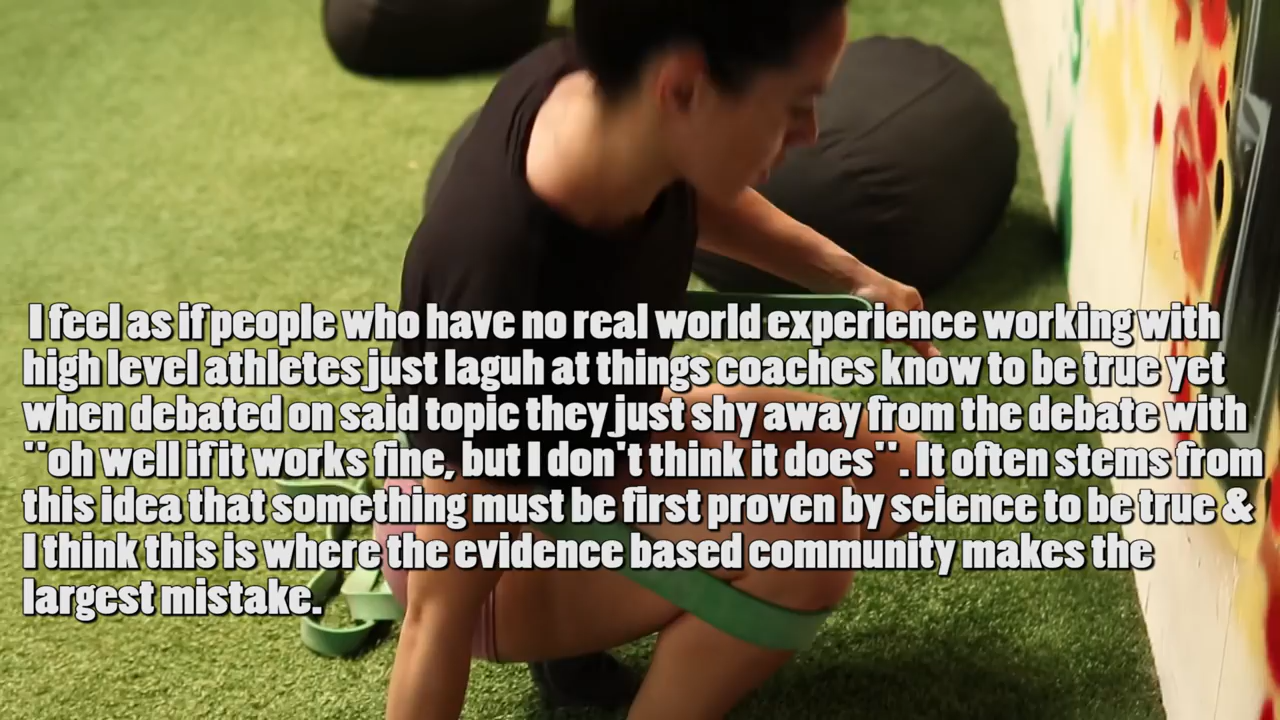 I feel as if people who have no real world experience working with
high level athletes just laguh at things coaches know to be true yet
when debated on said topic they just shy away from the debate with
¨oh well if it works fine, but I don't think it does¨. It often stems from
this idea that something must be first proven by science to be true &
I think this is where the evidence based community makes the
largest mistake.